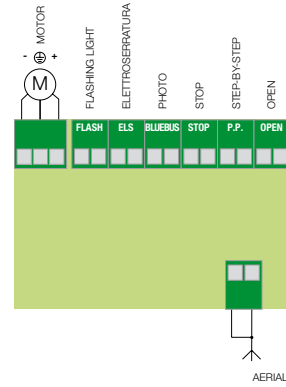 MOTOR
FLASHING LIGHT
ELETTROSERRATURA
PHOTO
STOP
STEP-BY-STEP
OPEN
- +
M
FLASH ELS BLUEBUS STOP P.P. OPEN
AERIAL